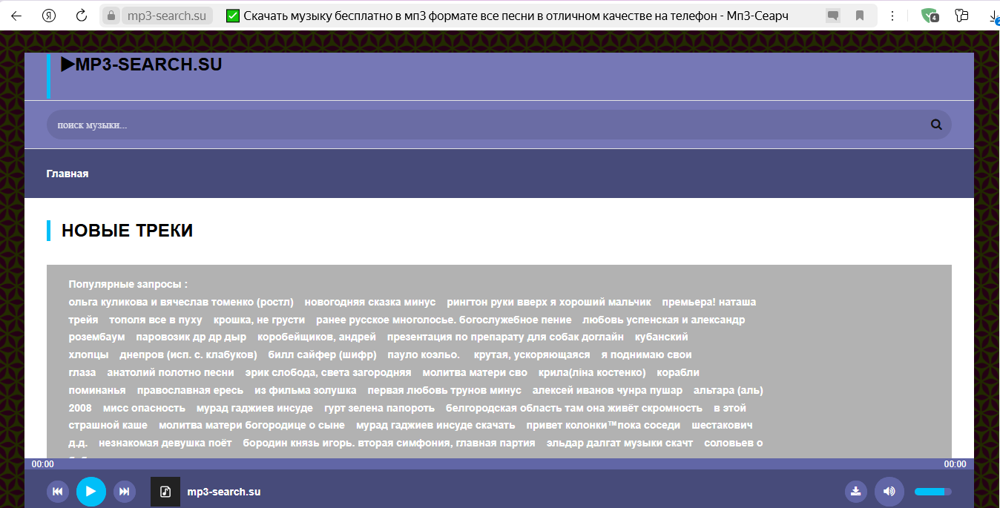 mp3-search.su ✅ Скачать музыку бесплатно в мп3 формате все песни в отличном качестве на телефон - Мп3-Сеарч
4
▶MP3-SEARCH.SU
поиск музыки...
Главная
НОВЫЕ ТРЕКИ
Популярные запросы :
ольга куликова и вячеслав томенко (ростл) новогодняя сказка минус рингтон руки вверх я хороший мальчик премьера! наташа
трейя тополя все в пуху крошка, не грусти ранее русское многолосье. богослужебное пение любовь успенская и александр
розембаум паровозик др др дыр коробейщиков, андрей презентация по препарату для собак доглайн кубанский
хлопцы днепров (исп. с. клабуков) билл сайфер (шифр) пауло коэльо. крутая, ускоряющаяся я поднимаю свои
глаза анатолий полотно песни эрик слобода, света загородняя молитва матери сво крила(ліна костенко) корабли
поминанья православная ересь из фильма золушка первая любовь трунов минус алексей иванов чунра пушар альтара (аль)
2008 мисс опасность мурад гаджиев инсуде гурт зелена папороть белгородская область там она живёт скромность в этой
страшной каше молитва матери богородице о сыне мурад гаджиев инсуде скачать привет колонки™пока соседи шестакович
д.д. незнакомая девушка поёт бородин князь игорь. вторая симфония, главная партия эльдар далгат музыки скачт соловьев о
00:00 00:00
mp3-search.su